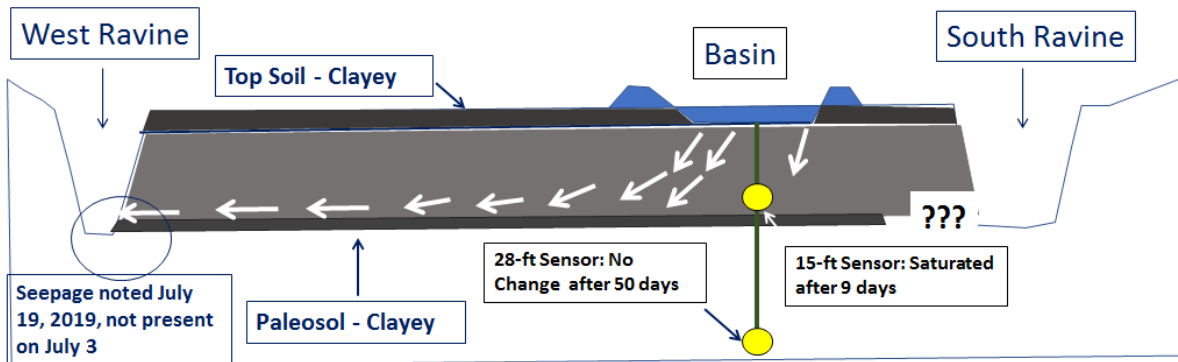 West Ravine
Top Soil - Clayey
Basin
South Ravine
???
28-ft Sensor: No
Change after 50 days
15-ft Sensor: Saturated
after 9 days
Seepage noted July
19, 2019, not present
on July 3
Paleosol - Clayey